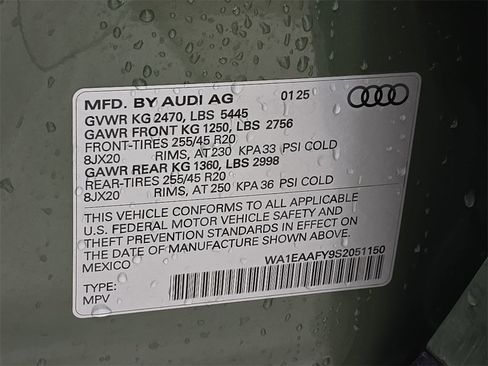 MFD. BY AUDI AG 01 25
GVWR KG 2470, LBS 5445
GAWR FRONT KG 1250, LBS 2756
FRONT-TIRES 255/45 R20
8JX20 RIMS, AT 230 KPA 33 PSI COLD
GAWR REAR KG 1360, LBS 2998
REAR-TIRES 255/45 R20
8JX20 RIMS, AT 250 KPA 36 PSI COLD
THIS VEHICLE CONFORMS TO ALL APPLICABLE
U.S. FEDERAL MOTOR VEHICLE SAFETY AND
THEFT PREVENTION STANDARDS IN EFFECT ON
THE DATE OF MANUFACTURE SHOWN ABOVE.
MEXICO
WA1EAAFY9S2051150
TYPE:
MPV